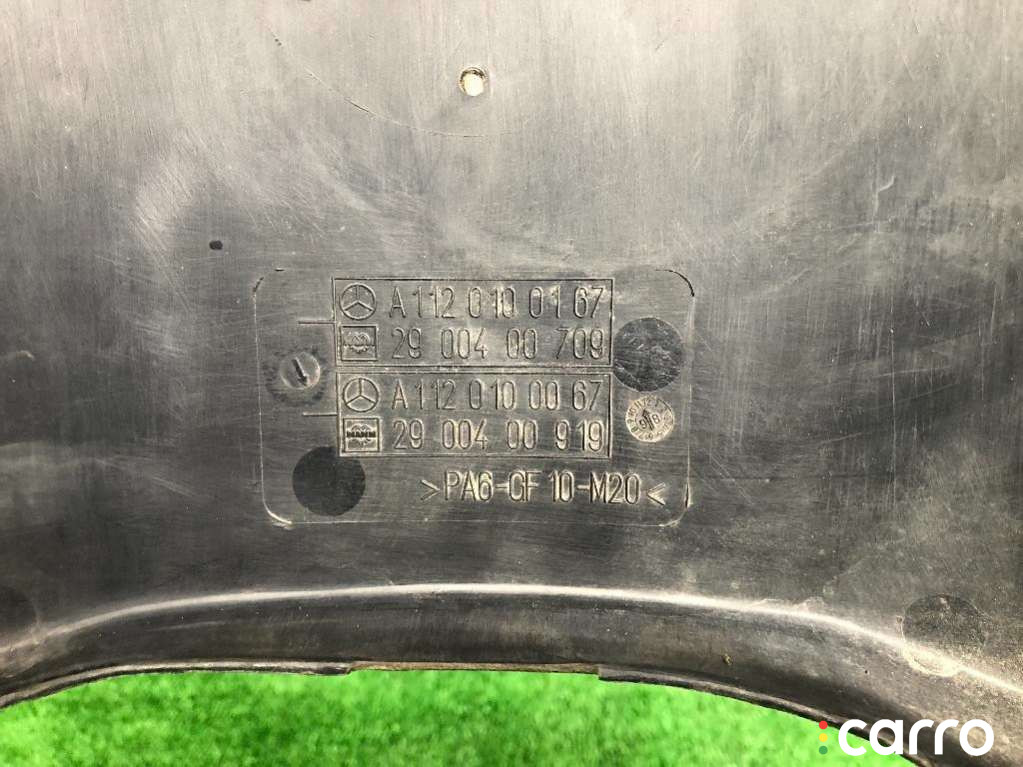 A 112 010 01 67
29 004 00 709
A 112 010 00 67
MANN
29 004 00 919
>PA6-GF 10-M20<
carro